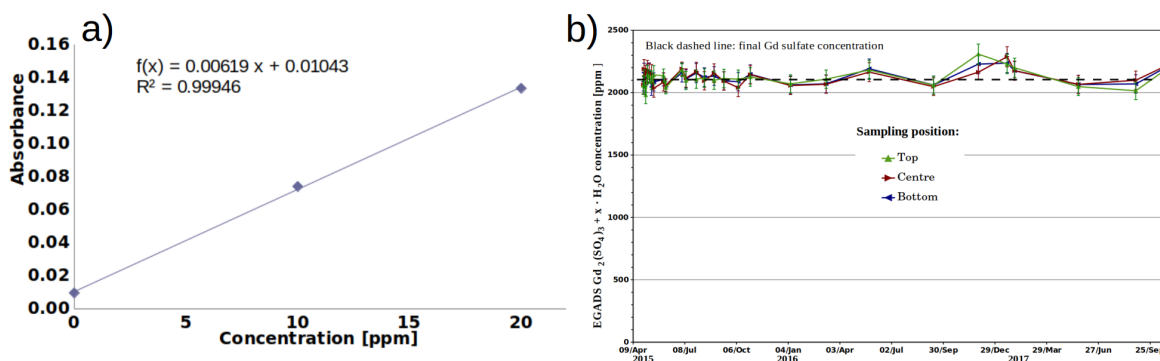 a)
f(x) = 0.00619 x + 0.01043
R² = 0.99946
Absorbance
0.16
0.14
0.12
0.10
0.08
0.06
0.04
0.02
0.00
0 5 10 15 20
Concentration [ppm]
b)
Black dashed line: final Gd sulfate concentration
EGADS Gd ₂(SO₄)₃ + x · H₂O concentration [ppm ]
2500
2000
1500
1000
500
0
Sampling position:
Top
Centre
Bottom
09/Apr 08/Jul 06/Oct 04/Jan 03/Apr 02/Jul 30/Sep 29/Dec 29/Mar 27/Jun 25/Sep
2015 2016 2017